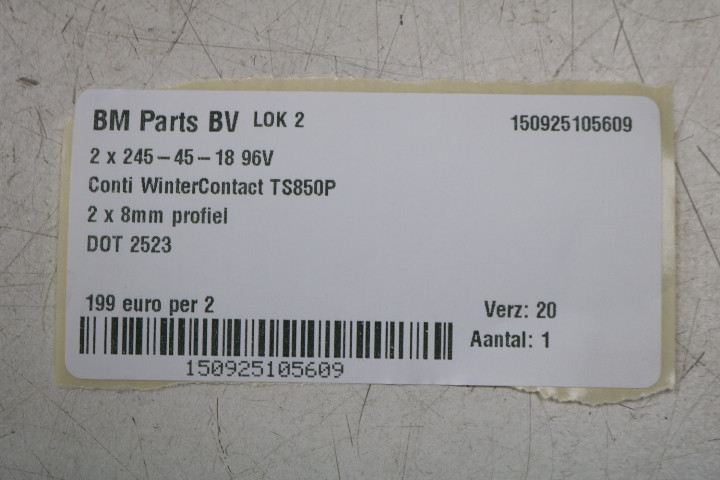 BM Parts BV LOK 2 150925105609
2 x 245-45-18 96V
Conti WinterContact TS850P
2 x 8mm profiel
DOT 2523
199 euro per 2 Verz: 20
Aantal: 1
150925105609